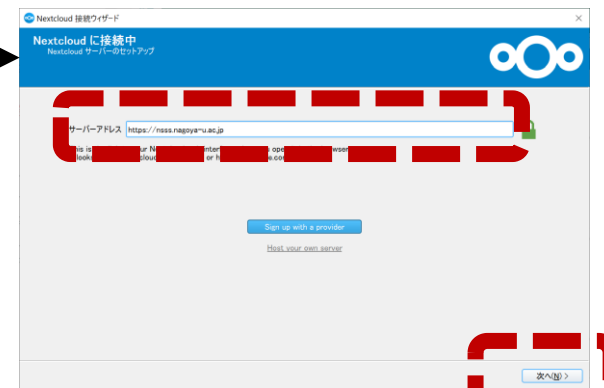 Nextcloud 接続ウィザード
Nextcloud に接続中
Nextcloud サーバーのセットアップ
サーバーアドレス https://nsss.nagoya-u.ac.jp
Sign up with a provider
Host your own server
次へ(N) >